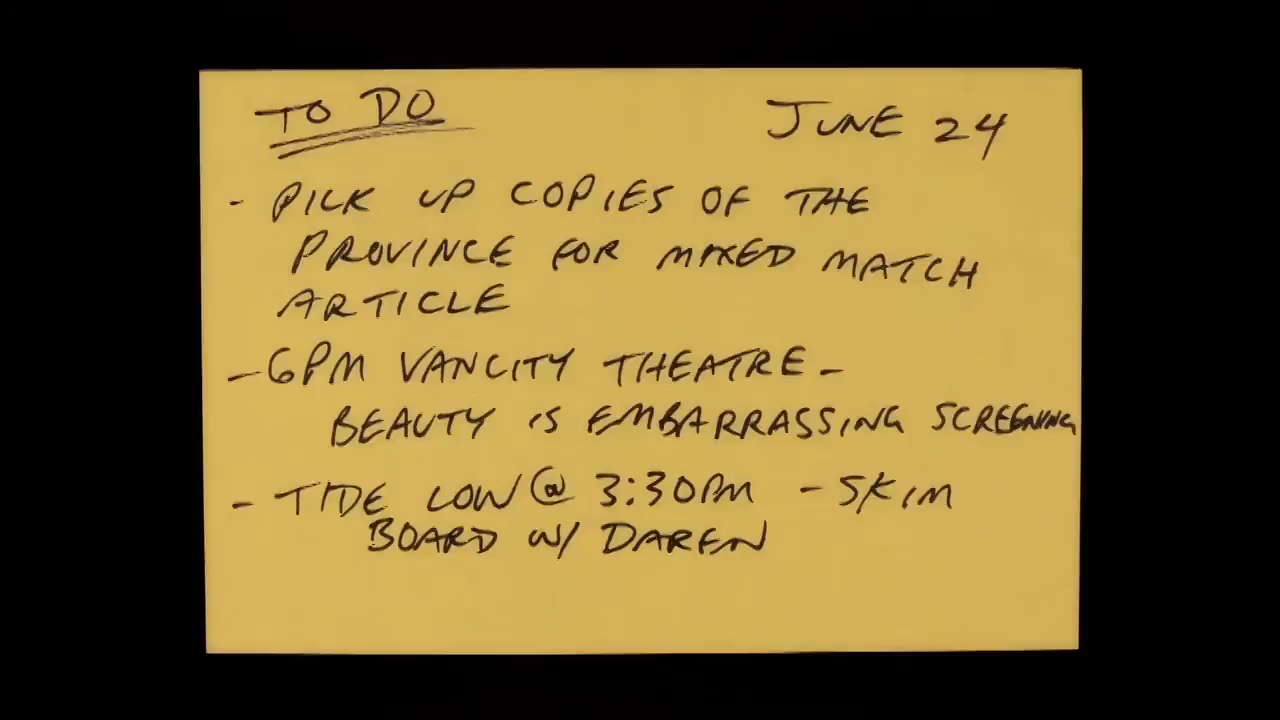 TO DO JUNE 24
- PICK UP COPIES OF THE
PROVINCE FOR MIXED MATCH
ARTICLE
- 6PM VANCITY THEATRE -
BEAUTY IS EMBARRASSING SCREENING
- TIDE LOW @ 3:30PM - SKIM
BOARD W/ DAREN